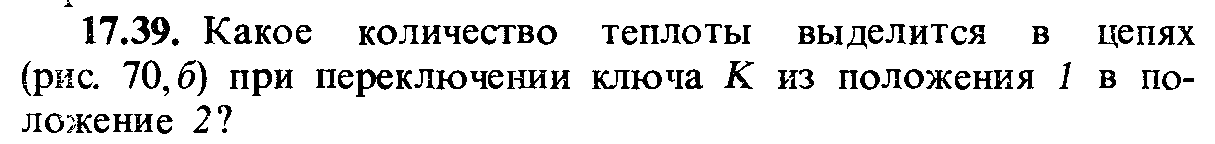 17.39. Какое количество теплоты выделится в цепях
(рис. 70, б) при переключении ключа K из положения 1 в по-
ложение 2?